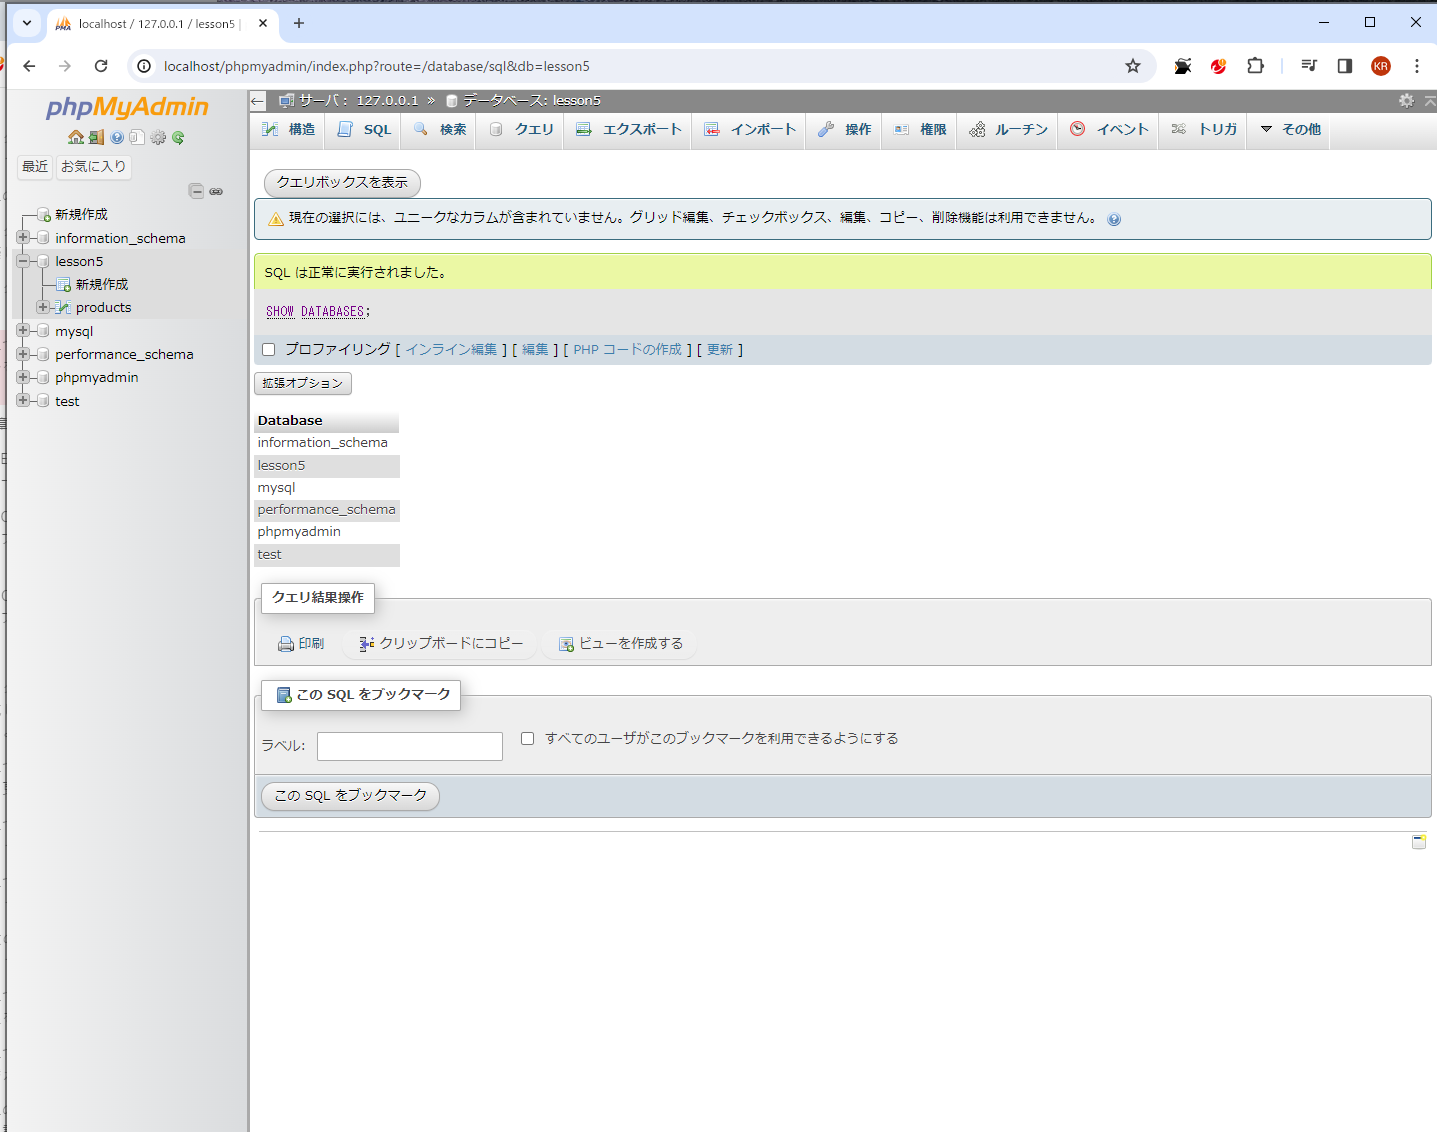 localhost / 127.0.0.1 / lesson5 |
localhost/phpmyadmin/index.php?route=/database/sql&db=lesson5
KR
phpMyAdmin
最近 お気に入り
新規作成
information_schema
lesson5
新規作成
products
mysql
performance_schema
phpmyadmin
test
サーバ: 127.0.0.1 » データベース: lesson5
構造 SQL 検索 クエリ エクスポート インポート 操作 権限 ルーチン イベント トリガ その他
クエリボックスを表示
現在の選択には、ユニークなカラムが含まれていません。グリッド編集、チェックボックス、編集、コピー、削除機能は利用できません。
SQL は正常に実行されました。
SHOW DATABASES;
プロファイリング [ インライン編集 ] [ 編集 ] [ PHP コードの作成 ] [ 更新 ]
拡張オプション
Database
information_schema
lesson5
mysql
performance_schema
phpmyadmin
test
クエリ結果操作
印刷 クリップボードにコピー ビューを作成する
この SQL をブックマーク
ラベル: すべてのユーザがこのブックマークを利用できるようにする
この SQL をブックマーク